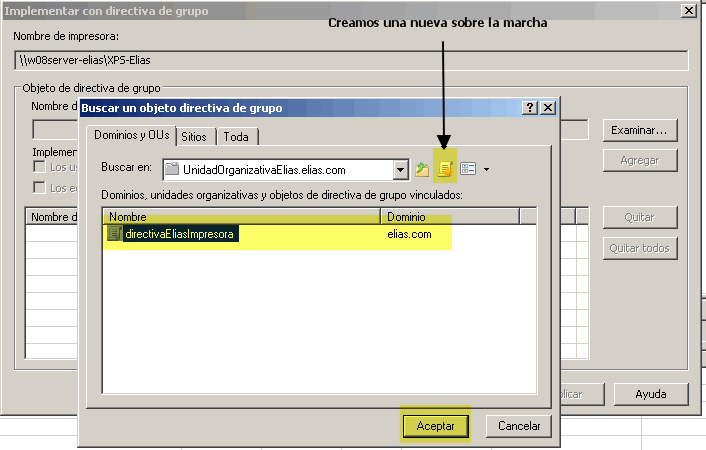 Implementar con directiva de grupo
Creamos una nueva sobre la marcha
Nombre de impresora:
\\w08server-elias\XPS-Elias
Objeto de directiva de grupo
Nombre d
Buscar un objeto directiva de grupo
Dominios y OUs
Sitios
Toda
Examinar...
Implemen
Buscar en:
UnidadOrganizativaElias.elias.com
Agregar
Los us
Los e
Dominios, unidades organizativas y objetos de directiva de grupo vinculados:
Nombre d
Nombre
Dominio
Quitar
directivaEliasImpresora
elias.com
Quitar todos
plicar
Ayuda
Aceptar
Cancelar